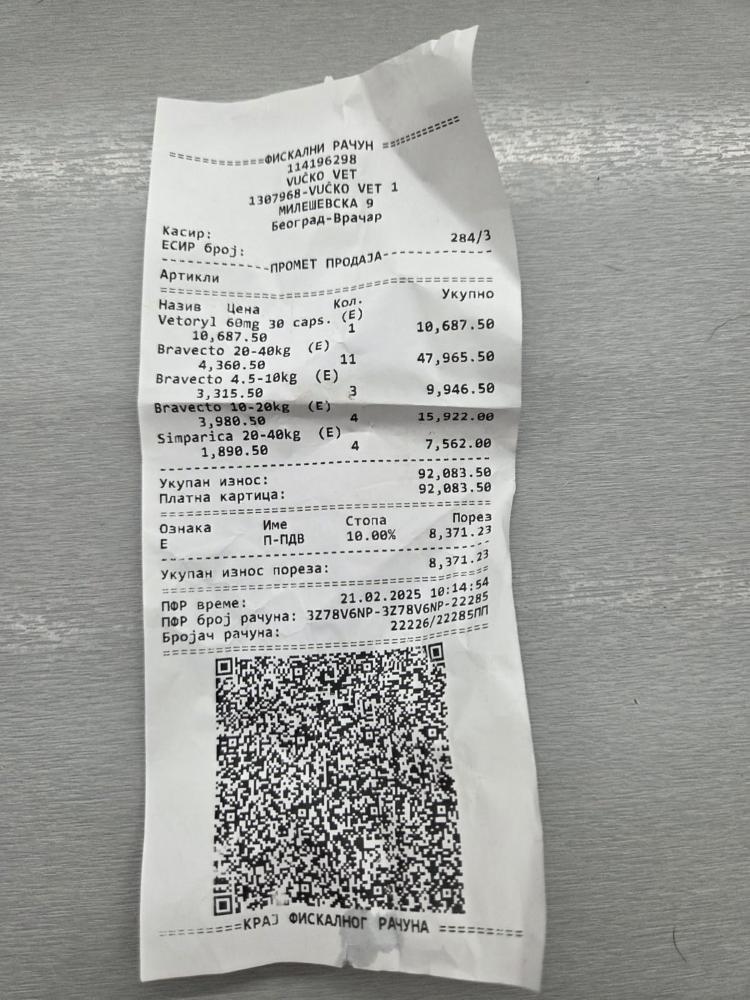 ==========ФИСКАЛНИ РАЧУН==========
114196298
VUČKO VET
1307968-VUČKO VET 1
МИЛЕШЕВСКА 9
Београд-Врачар
Касир:
ЕСИР број: 284/3
-------------ПРОМЕТ ПРОДАЈА-------------
Артикли
========================================
Назив Цена Кол. Укупно
Vetoryl 60mg 30 caps. (Е)
10,687.50 1 10,687.50
Bravecto 20-40kg (Е)
4,360.50 11 47,965.50
Bravecto 4.5-10kg (Е)
3,315.50 3 9,946.50
Bravecto 10-20kg (Е)
3,980.50 4 15,922.00
Simparica 20-40kg (Е)
1,890.50 4 7,562.00
----------------------------------------
Укупан износ: 92,083.50
Платна картица: 92,083.50
========================================
Ознака Име Стопа Порез
Е П-ПДВ 10.00% 8,371.23
----------------------------------------
Укупан износ пореза: 8,371.23
========================================
ПФР време: 21.02.2025 10:14:54
ПФР број рачуна: 3Z78V6NP-3Z78V6NP-22285
Бројач рачуна: 22226/22285ПП
========================================
==========КРАЈ ФИСКАЛНОГ РАЧУНА==========